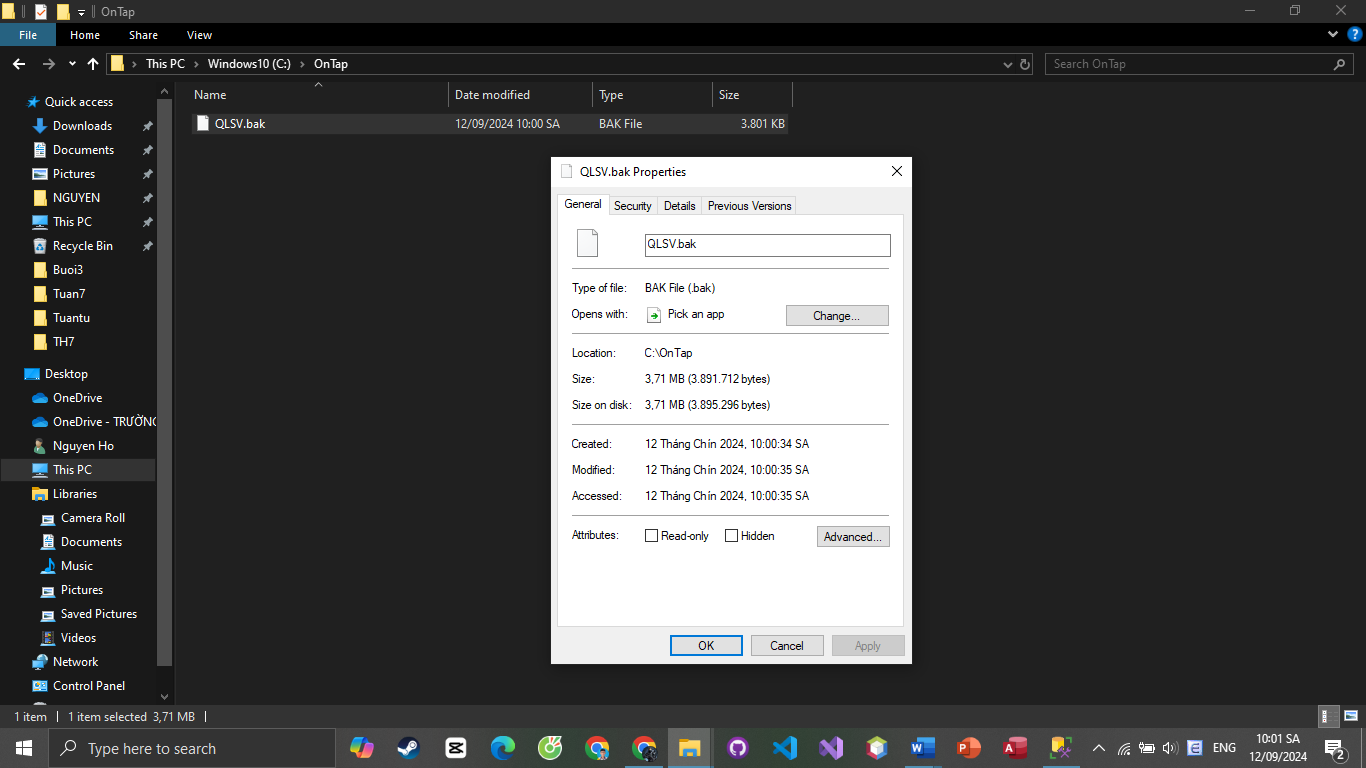 OnTap
File Home Share View
This PC Windows10 (C:) OnTap Search OnTap
Name Date modified Type Size
QLSV.bak 12/09/2024 10:00 SA BAK File 3.801 KB
Quick access
Downloads
Documents
Pictures
NGUYEN
This PC
Recycle Bin
Buoi3
Tuan7
Tuantu
TH7
Desktop
OneDrive
OneDrive - TRƯỜNG
Nguyen Ho
This PC
Libraries
Camera Roll
Documents
Music
Pictures
Saved Pictures
Videos
Network
Control Panel
QLSV.bak Properties
General Security Details Previous Versions
QLSV.bak
Type of file: BAK File (.bak)
Opens with: Pick an app Change...
Location: C:\OnTap
Size: 3,71 MB (3.891.712 bytes)
Size on disk: 3,71 MB (3.895.296 bytes)
Created: 12 Tháng Chín 2024, 10:00:34 SA
Modified: 12 Tháng Chín 2024, 10:00:35 SA
Accessed: 12 Tháng Chín 2024, 10:00:35 SA
Attributes: Read-only Hidden Advanced...
OK Cancel Apply
1 item 1 item selected 3,71 MB
Type here to search
ENG
10:01 SA
12/09/2024
2